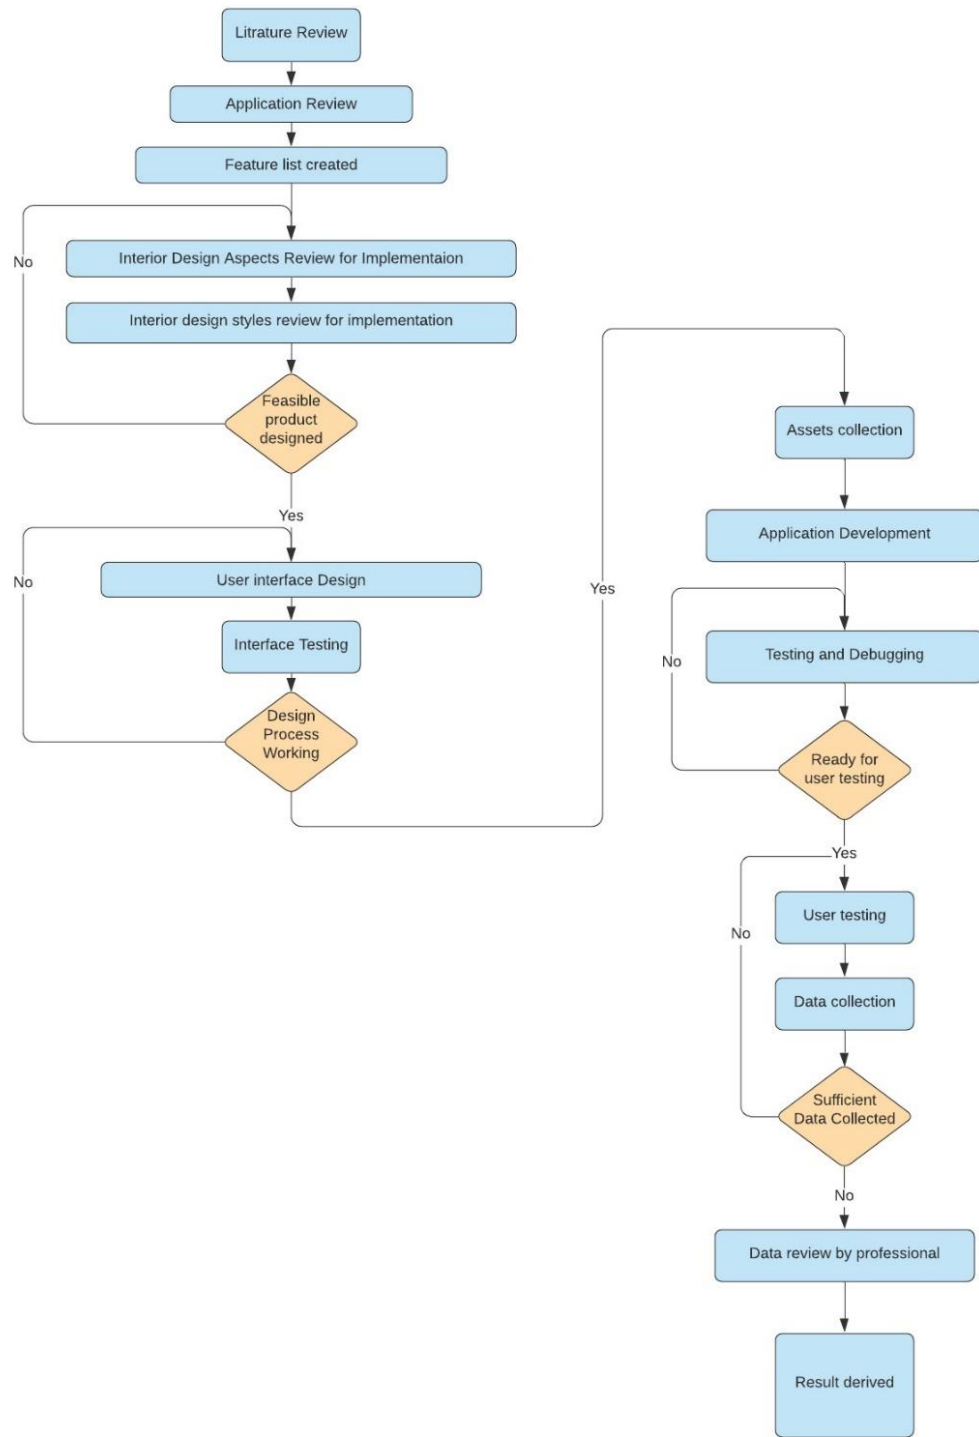 Litrature Review
Application Review
Feature list created
No
Interior Design Aspects Review for Implementaion
Interior design styles review for implementation
Feasible
product
designed
Yes
No
User interface Design
Interface Testing
Design
Process
Working
Yes
Assets collection
Application Development
No
Testing and Debugging
Ready for
user testing
Yes
No
User testing
Data collection
Sufficient
Data Collected
No
Data review by professional
Result derived